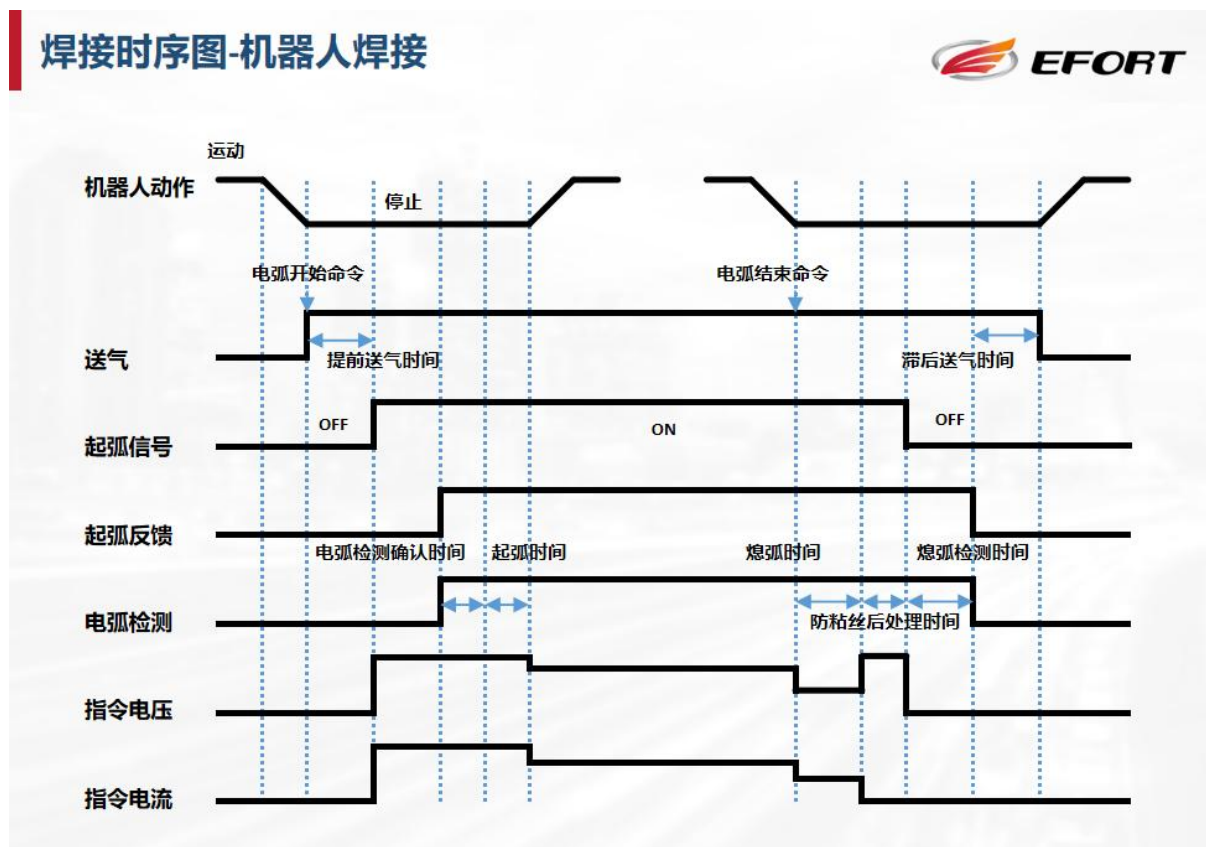 焊接时序图-机器人焊接
EFORT
运动
机器人动作
停止
电弧开始命令
电弧结束命令
送气
提前送气时间
滞后送气时间
OFF
ON
OFF
起弧信号
起弧反馈
电弧检测确认时间
起弧时间
熄弧时间
熄弧检测时间
电弧检测
防粘丝后处理时间
指令电压
指令电流